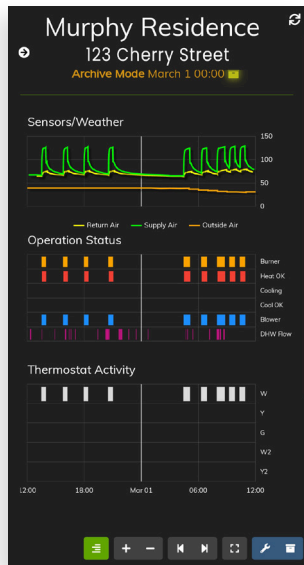 Murphy Residence
123 Cherry Street
Archive Mode March 1 00:00
Sensors/Weather
150
100
50
0
Return Air Supply Air Outside Air
Operation Status
Burner
Heat OK
Cooling
Cool OK
Blower
DHW Flow
Thermostat Activity
W
Y
G
W2
Y2
12:00 18:00 Mar 01 06:00 12:00